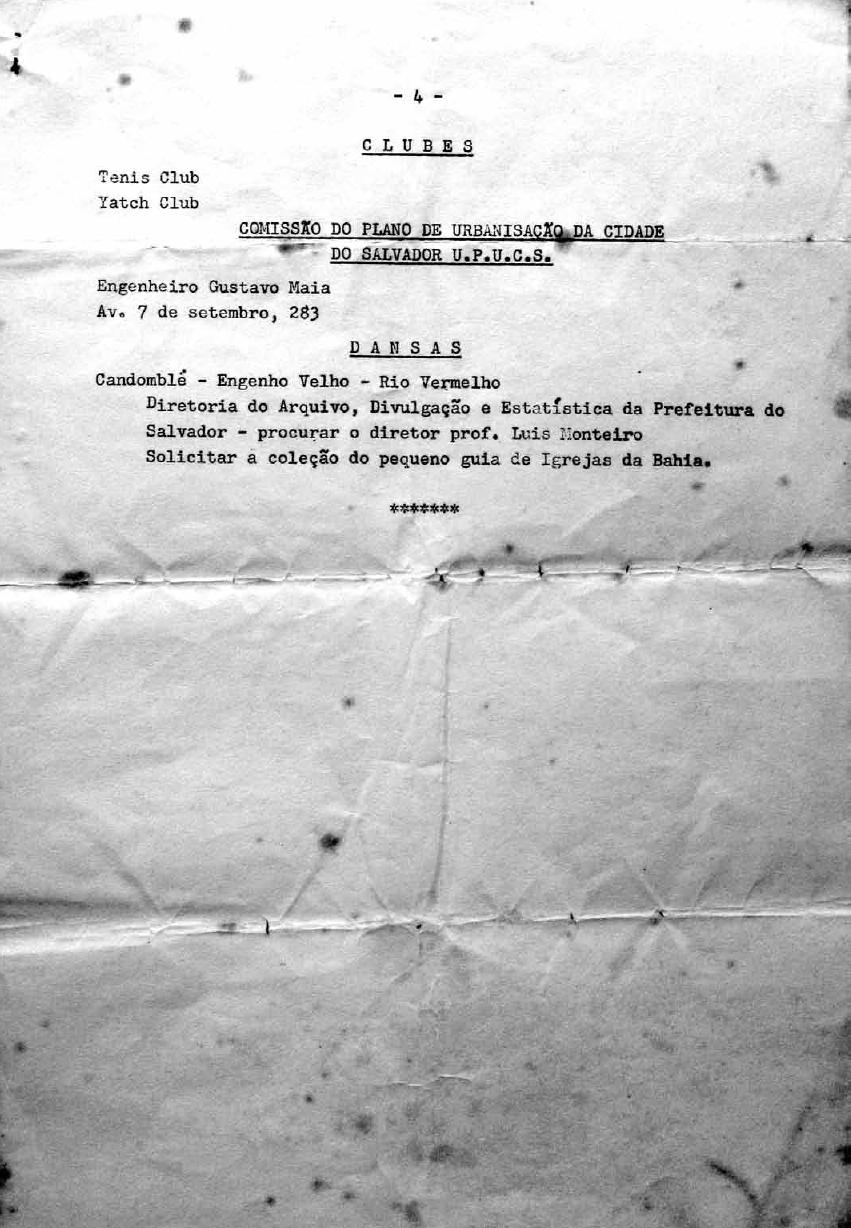 - 4 -
C L U B E S
Tenis Club
Yatch Club
COMISSÃO DO PLANO DE URBANISAÇÃO DA CIDADE
DO SALVADOR U.P.U.C.S.
Engenheiro Gustavo Maia
Av. 7 de setembro, 283
D A N S A S
Candomblé - Engenho Velho - Rio Vermelho
Diretoria do Arquivo, Divulgação e Estatística da Prefeitura do
Salvador - procurar o diretor prof. Luis Monteiro
Solicitar a coleção do pequeno guia de Igrejas da Bahia.
*******